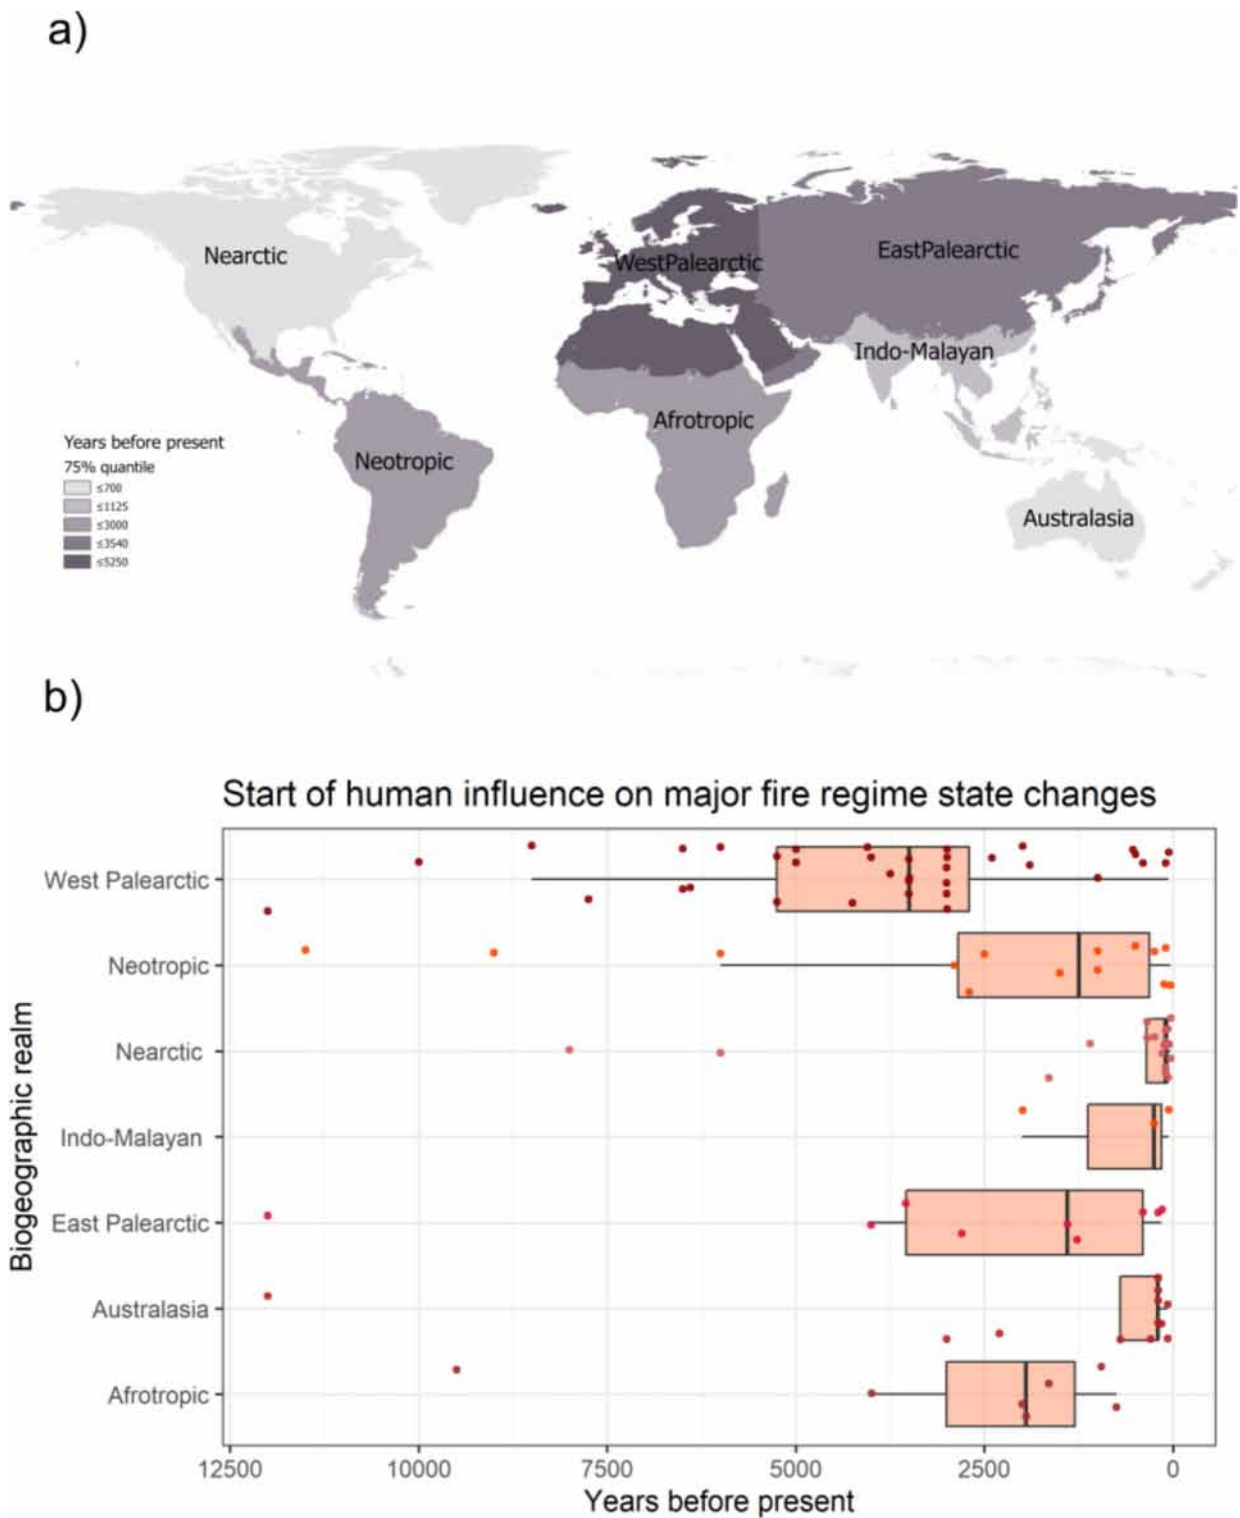 a)
Nearctic
WestPalearctic
EastPalearctic
Indo-Malayan
Afrotropic
Neotropic
Australasia
Years before present
75% quantile
≤700
≤1125
≤3000
≤3540
≤5250
b)
Start of human influence on major fire regime state changes
Biogeographic realm
West Palearctic
Neotropic
Nearctic
Indo-Malayan
East Palearctic
Australasia
Afrotropic
12500 10000 7500 5000 2500 0
Years before present